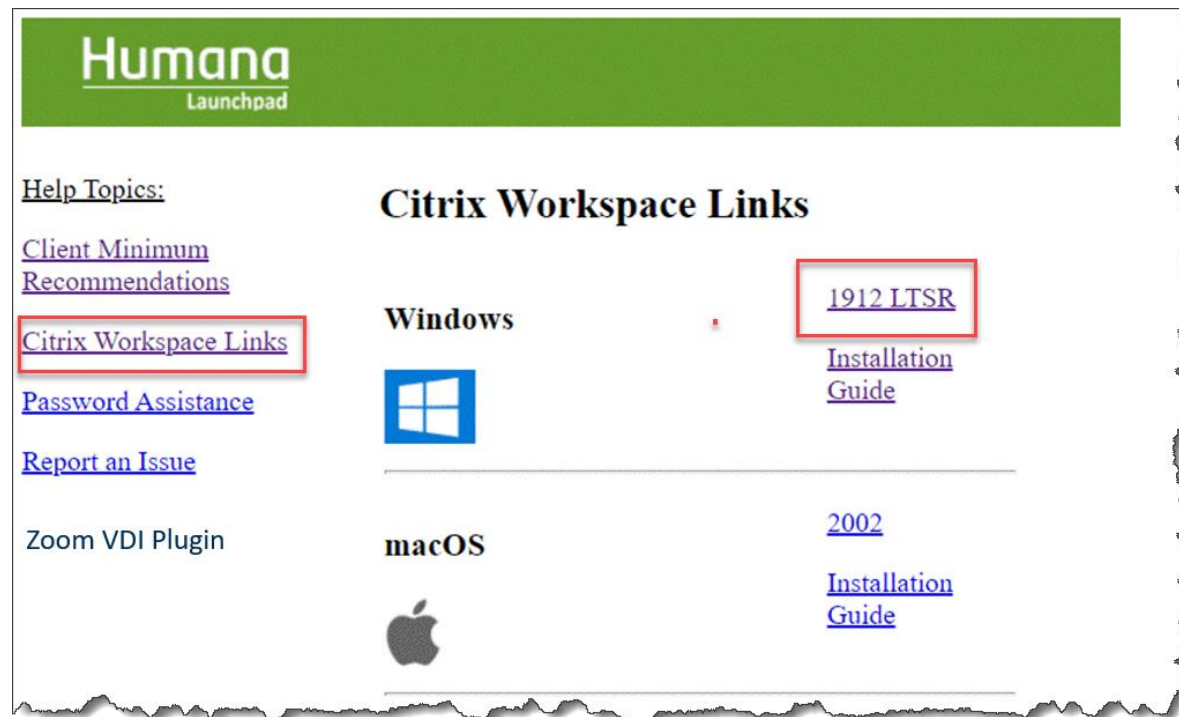 Humana
Launchpad
Help Topics:
Client Minimum
Recommendations
Citrix Workspace Links
Password Assistance
Report an Issue
Zoom VDI Plugin
Citrix Workspace Links
Windows
1912 LTSR
Installation
Guide
macOS
2002
Installation
Guide